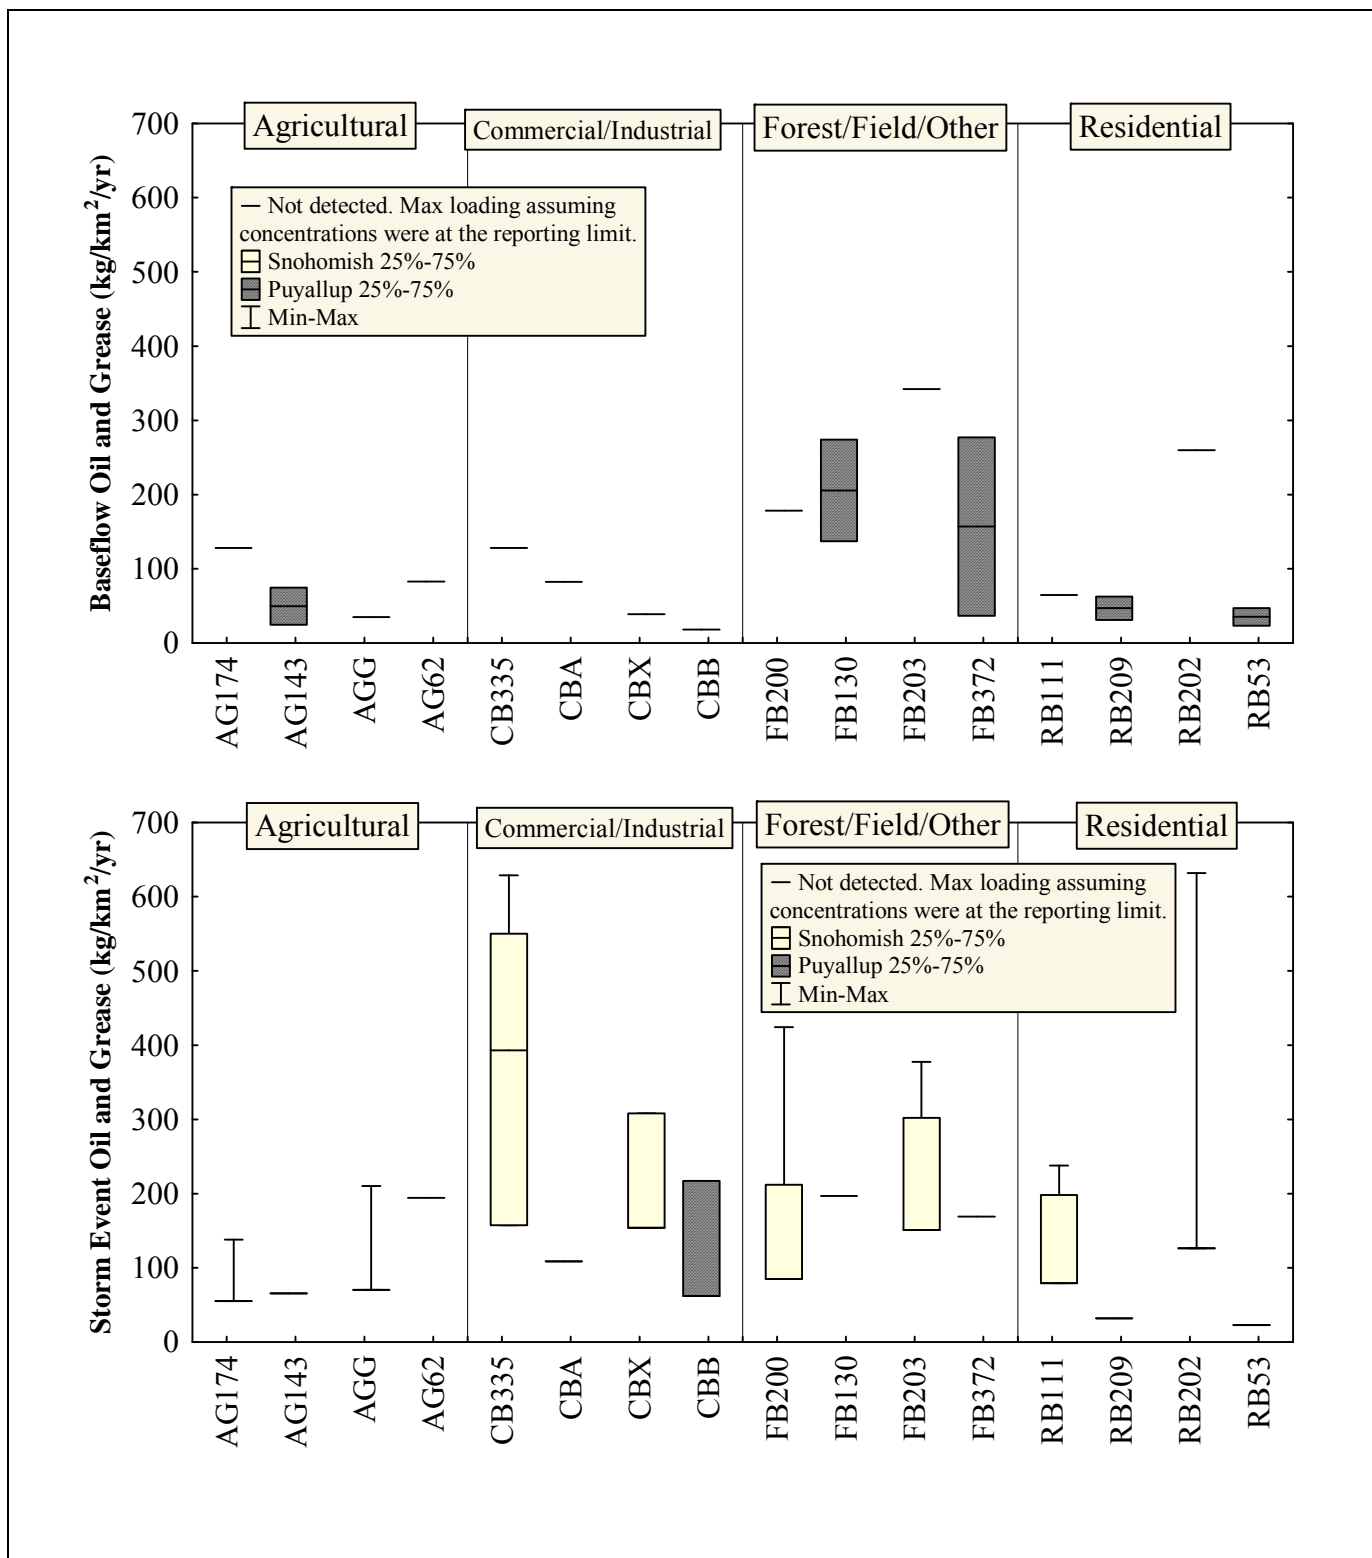 Agricultural
Commercial/Industrial
Forest/Field/Other
Residential
Baseflow Oil and Grease (kg/km²/yr)
700
600
500
400
300
200
100
0
Not detected. Max loading assuming
concentrations were at the reporting limit.
Snohomish 25%-75%
Puyallup 25%-75%
Min-Max
AG174
AG143
AGG
AG62
CB335
CBA
CBX
CBB
FB200
FB130
FB203
FB372
RB111
RB209
RB202
RB53
Agricultural
Commercial/Industrial
Forest/Field/Other
Residential
Storm Event Oil and Grease (kg/km²/yr)
700
600
500
400
300
200
100
0
Not detected. Max loading assuming
concentrations were at the reporting limit.
Snohomish 25%-75%
Puyallup 25%-75%
Min-Max
AG174
AG143
AGG
AG62
CB335
CBA
CBX
CBB
FB200
FB130
FB203
FB372
RB111
RB209
RB202
RB53